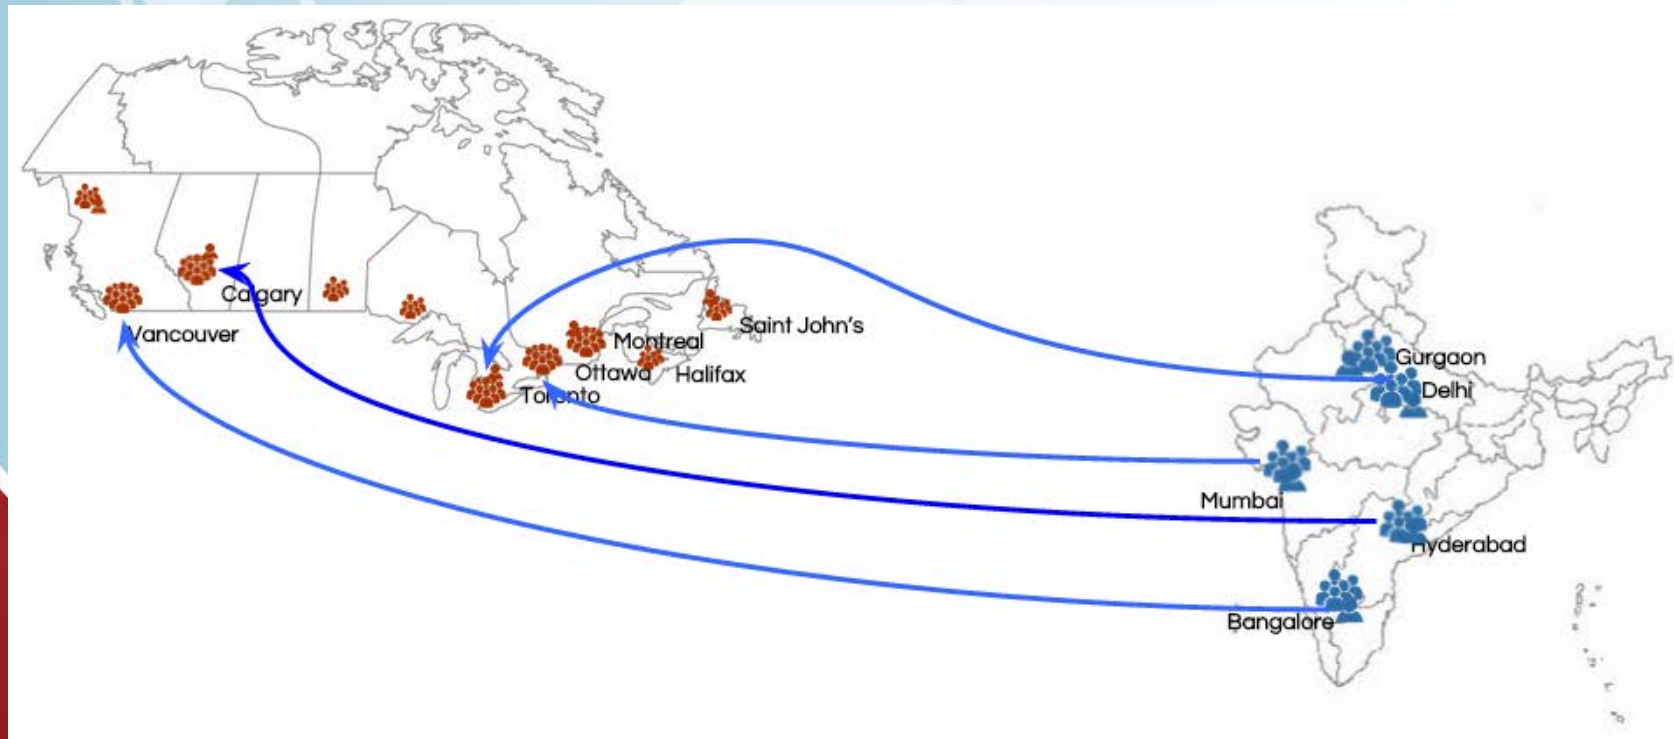 Calgary
Vancouver
Saint John's
Montreal
Ottawa
Halifax
Toronto
Gurgaon
Delhi
Mumbai
Hyderabad
Bangalore